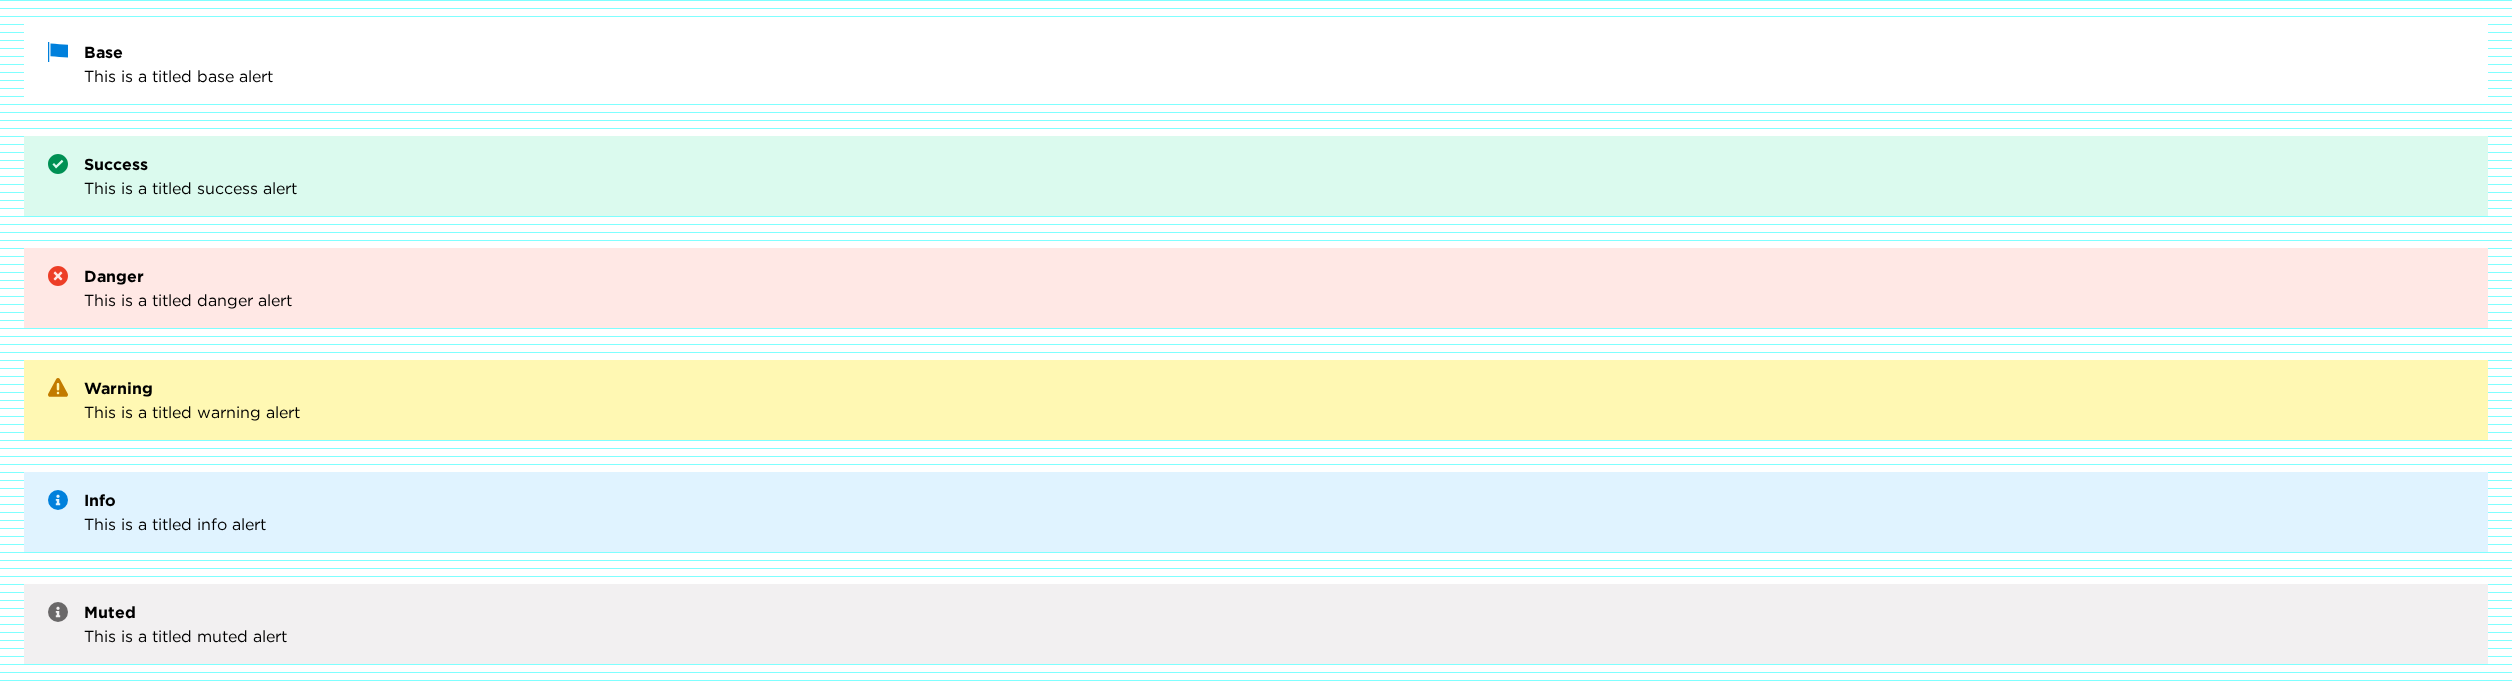 Base
This is a titled base alert
Success
This is a titled success alert
Danger
This is a titled danger alert
Warning
This is a titled warning alert
Info
This is a titled info alert
Muted
This is a titled muted alert